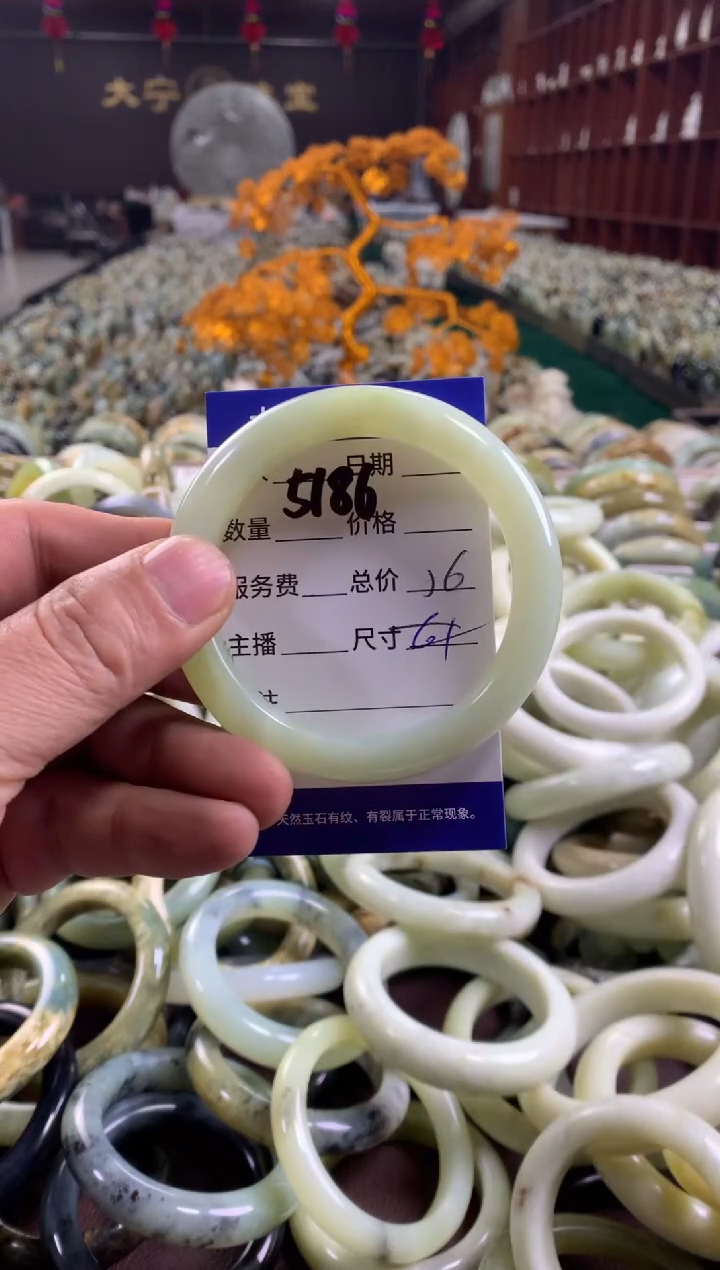 大宁
宝
日期
5186
数量 价格
服务费 总价 16
主播 尺寸 61
天然玉石有纹、有裂属于正常现象。